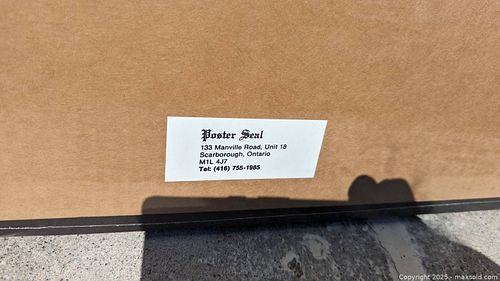 Poster Seal
133 Manville Road, Unit 18
Scarborough, Ontario
M1L 4J7
Tel: (416) 755-1985
Copyright 2025 - maxsold.com